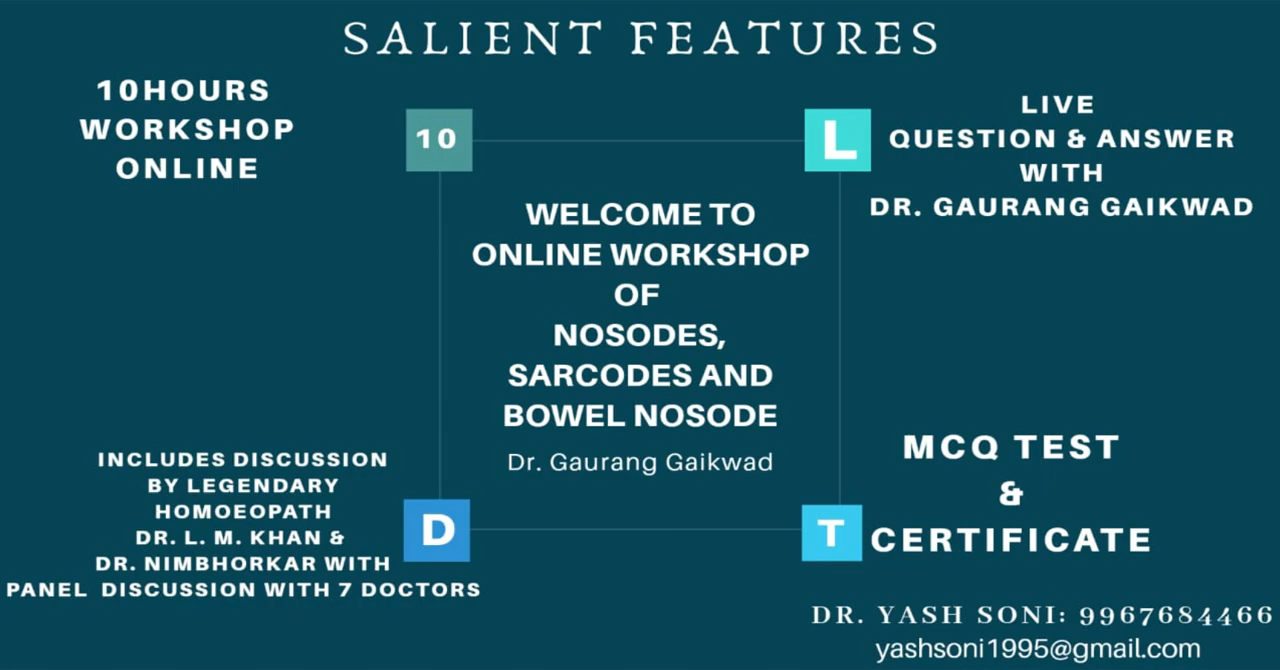 SALIENT FEATURES
10HOURS
WORKSHOP
ONLINE
10
L
LIVE
QUESTION & ANSWER
WITH
DR. GAURANG GAIKWAD
WELCOME TO
ONLINE WORKSHOP
OF
NOSODES,
SARCODES AND
BOWEL NOSODE
Dr. Gaurang Gaikwad
INCLUDES DISCUSSION
BY LEGENDARY
HOMOEOPATH
DR. L. M. KHAN &
DR. NIMBHORKAR WITH
PANEL DISCUSSION WITH 7 DOCTORS
D
T
MCQ TEST
&
CERTIFICATE
DR. YASH SONI: 9967684466
yashsoni1995@gmail.com